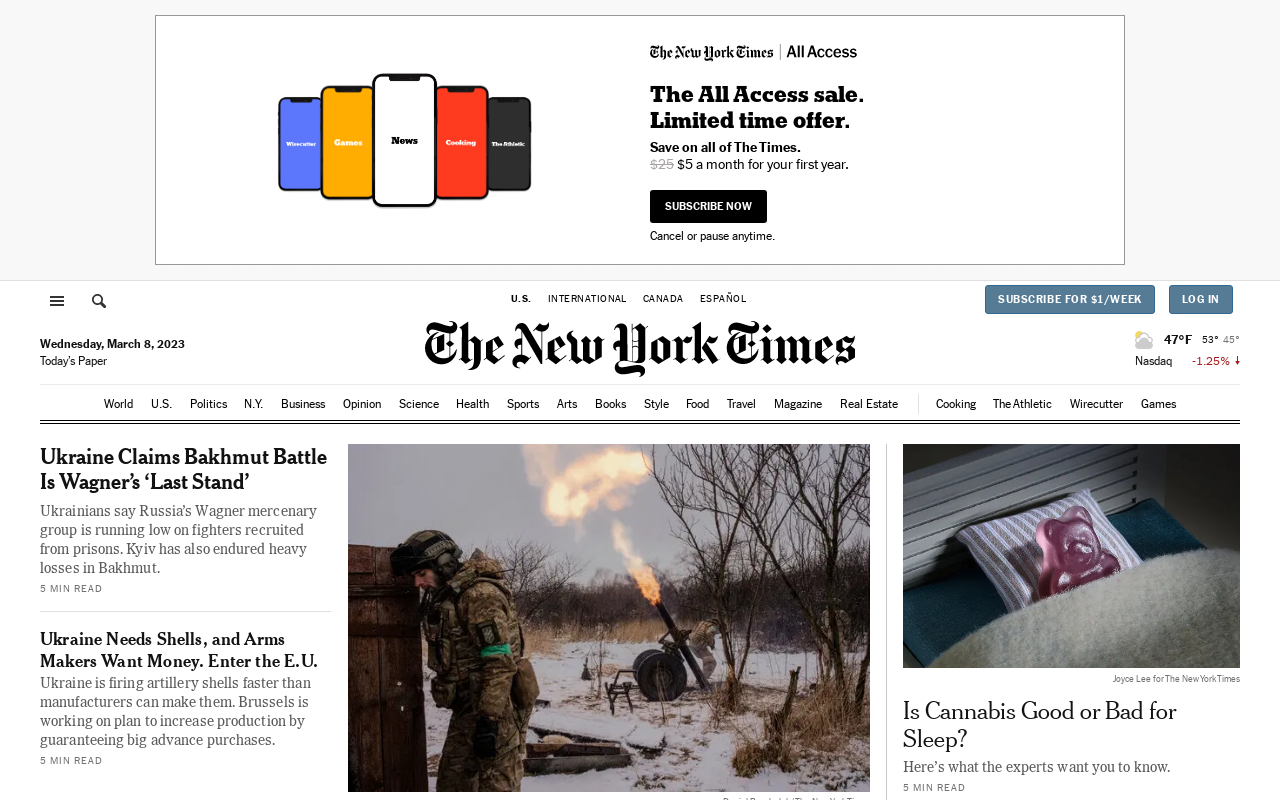 The New York Times | All Access
Wirecutter
Games
News
Cooking
The Athletic
The All Access sale.
Limited time offer.
Save on all of The Times.
$25 $5 a month for your first year.
SUBSCRIBE NOW
Cancel or pause anytime.
U.S. INTERNATIONAL CANADA ESPAÑOL
SUBSCRIBE FOR $1/WEEK LOG IN
The New York Times
Wednesday, March 8, 2023
Today's Paper
47°F 53° 45°
Nasdaq -1.25%
World U.S. Politics N.Y. Business Opinion Science Health Sports Arts Books Style Food Travel Magazine Real Estate Cooking The Athletic Wirecutter Games
Ukraine Claims Bakhmut Battle
Is Wagner's ‘Last Stand’
Ukrainians say Russia's Wagner mercenary
group is running low on fighters recruited
from prisons. Kyiv has also endured heavy
losses in Bakhmut.
5 MIN READ
Ukraine Needs Shells, and Arms
Makers Want Money. Enter the E.U.
Ukraine is firing artillery shells faster than
manufacturers can make them. Brussels is
working on plan to increase production by
guaranteeing big advance purchases.
5 MIN READ
Joyce Lee for The New York Times
Is Cannabis Good or Bad for
Sleep?
Here's what the experts want you to know.
5 MIN READ